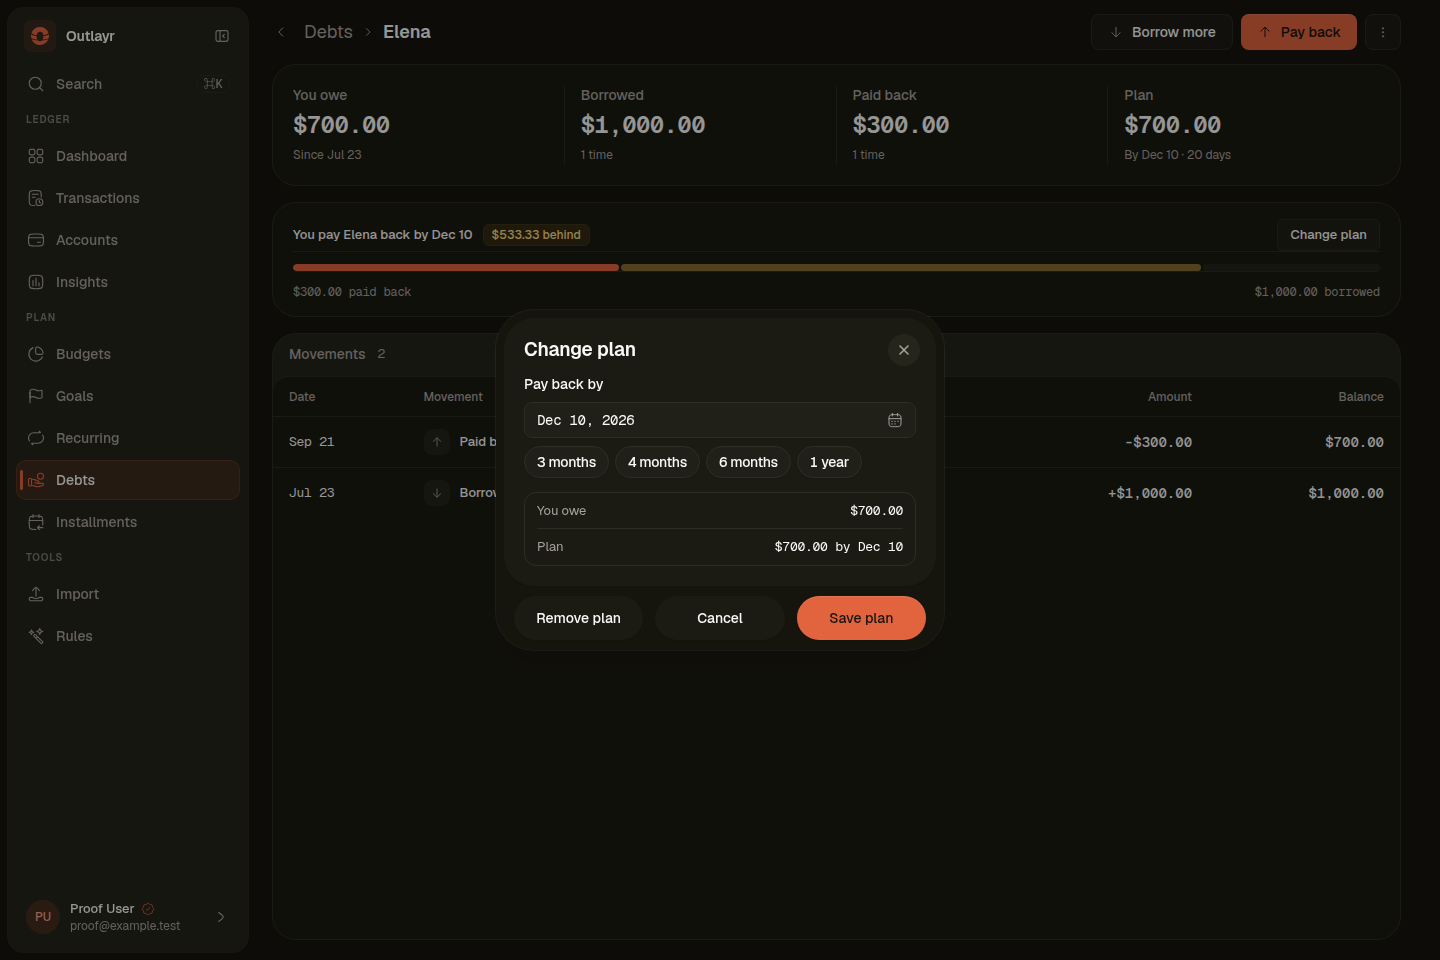 Outlayr
Search ⌘K
LEDGER
Dashboard
Transactions
Accounts
Insights
PLAN
Budgets
Goals
Recurring
Debts
Installments
TOOLS
Import
Rules
PU
Proof User
proof@example.test
Debts
Elena
Borrow more
Pay back
You owe
$700.00
Since Jul 23
Borrowed
$1,000.00
1 time
Paid back
$300.00
1 time
Plan
$700.00
By Dec 10 · 20 days
You pay Elena back by Dec 10
$533.33 behind
Change plan
$300.00 paid back
$1,000.00 borrowed
Movements 2
Date Movement Amount Balance
Sep 21 Paid b -$300.00 $700.00
Jul 23 Borrow +$1,000.00 $1,000.00
Change plan
Pay back by
Dec 10, 2026
3 months 4 months 6 months 1 year
You owe $700.00
Plan $700.00 by Dec 10
Remove plan Cancel Save plan